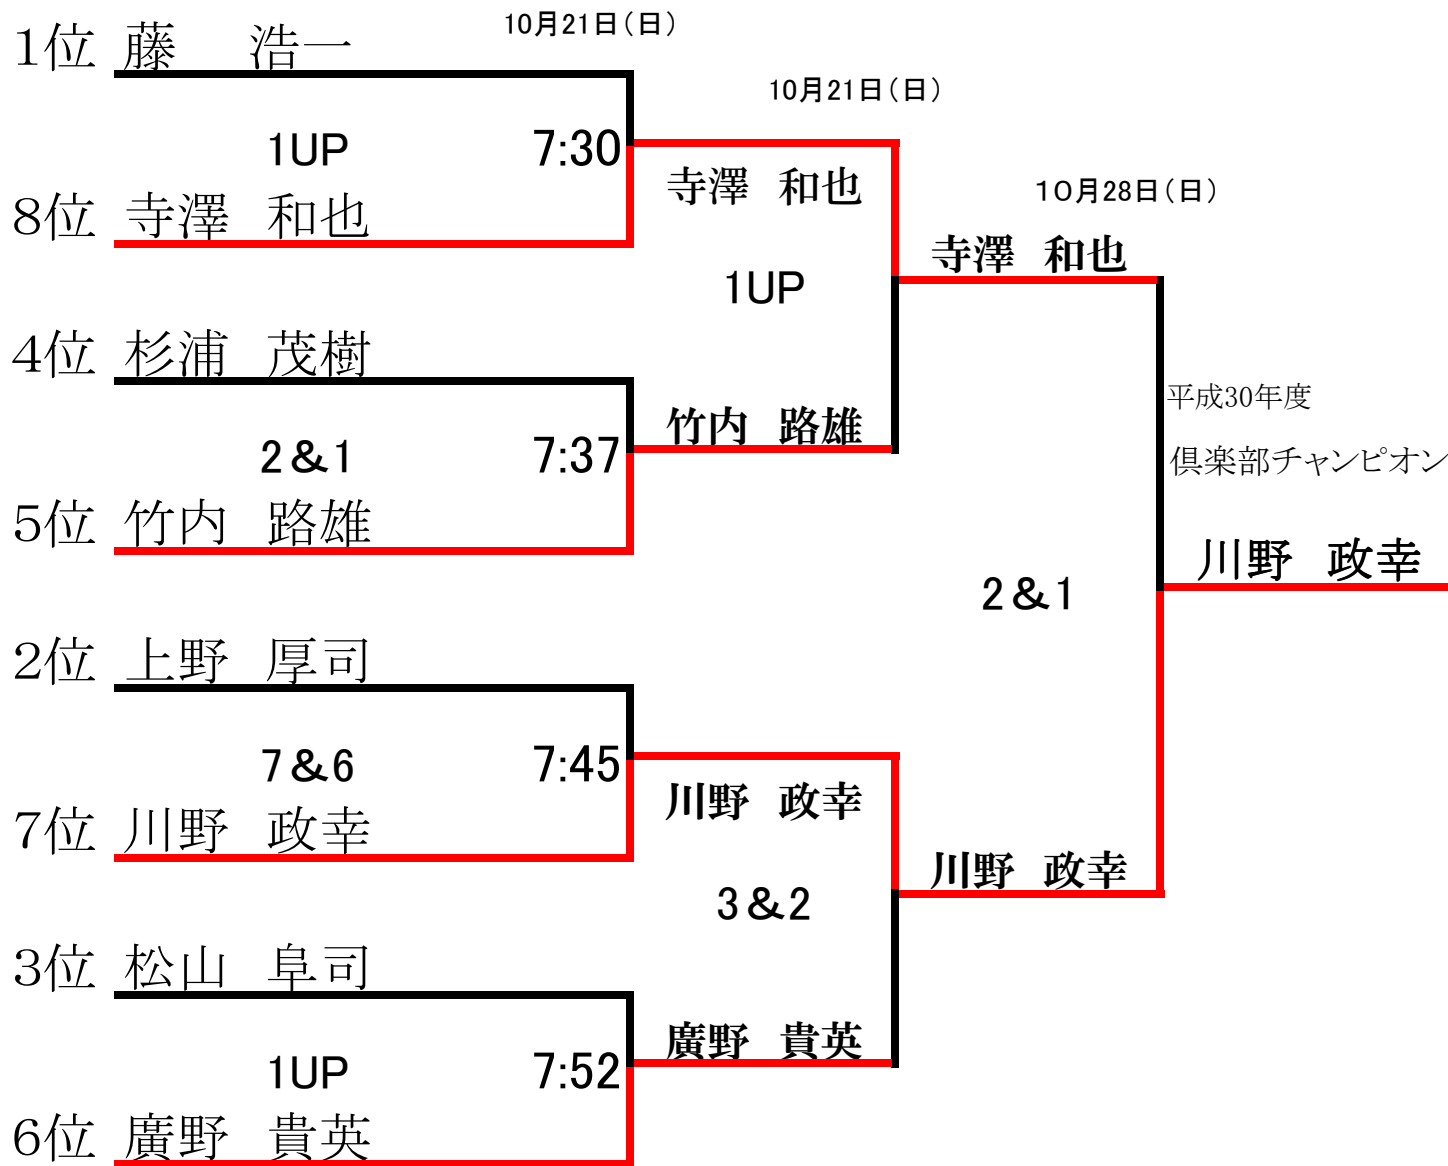 10月21日(日)
1位 藤 浩一
10月21日(日)
1UP 7:30
寺澤 和也
10月28日(日)
8位 寺澤 和也
寺澤 和也
1UP
4位 杉浦 茂樹
平成30年度
竹内 路雄
2&1 7:37
倶楽部チャンピオン
5位 竹内 路雄
川野 政幸
2&1
2位 上野 厚司
7&6 7:45
川野 政幸
7位 川野 政幸
川野 政幸
3&2
3位 松山 阜司
廣野 貴英
1UP 7:52
6位 廣野 貴英